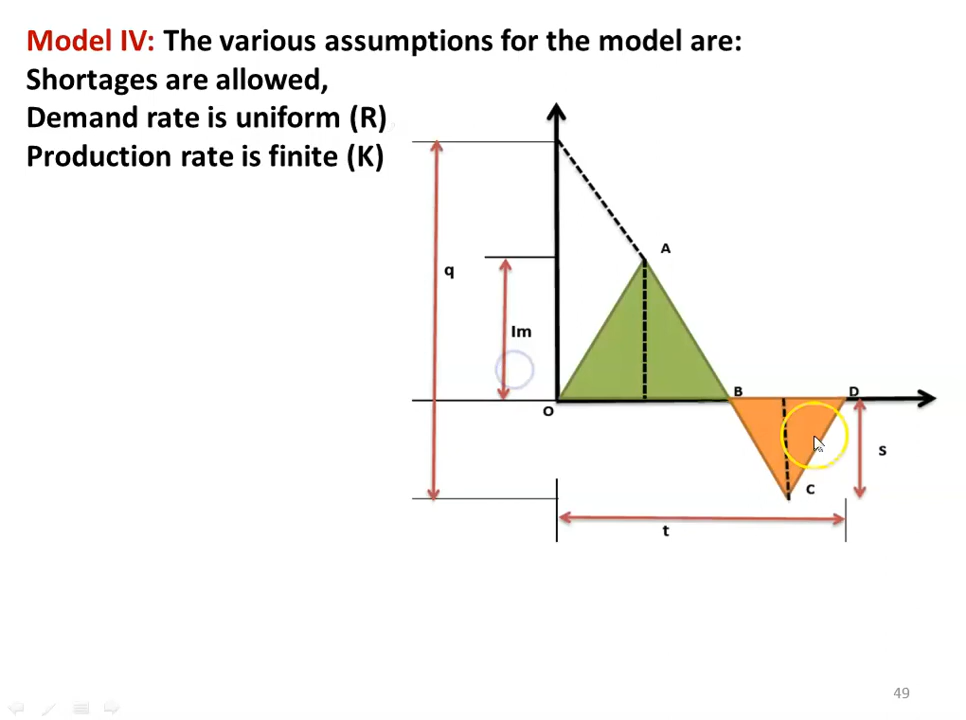 Model IV: The various assumptions for the model are:
Shortages are allowed,
Demand rate is uniform (R)
Production rate is finite (K)
A
q
Im
B
D
O
s
C
t
49